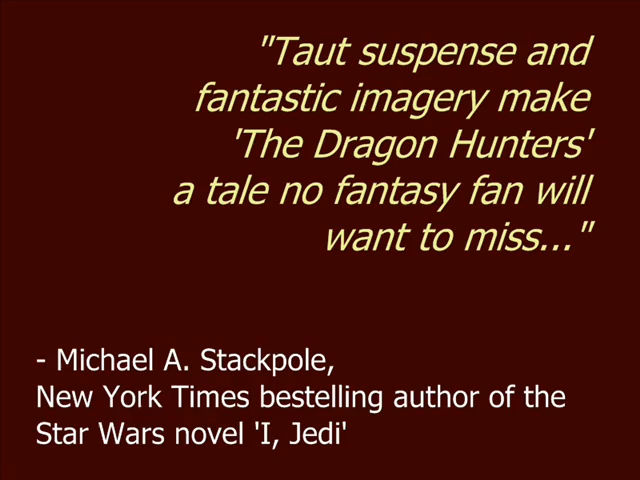 "Taut suspense and
fantastic imagery make
'The Dragon Hunters'
a tale no fantasy fan will
want to miss..."
- Michael A. Stackpole,
New York Times bestelling author of the
Star Wars novel 'I, Jedi'